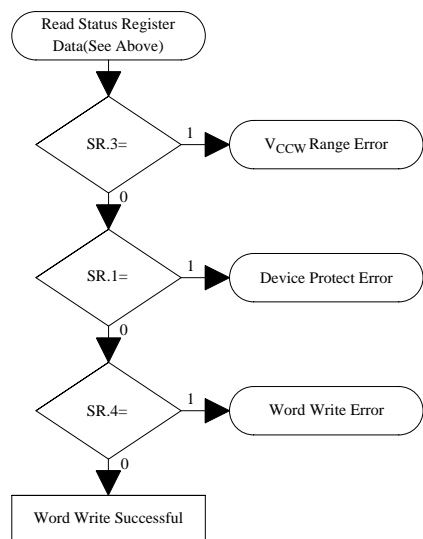 Read Status Register
Data(See Above)
SR.3=
1
VCCW Range Error
0
SR.1=
1
Device Protect Error
0
SR.4=
1
Word Write Error
0
Word Write Successful